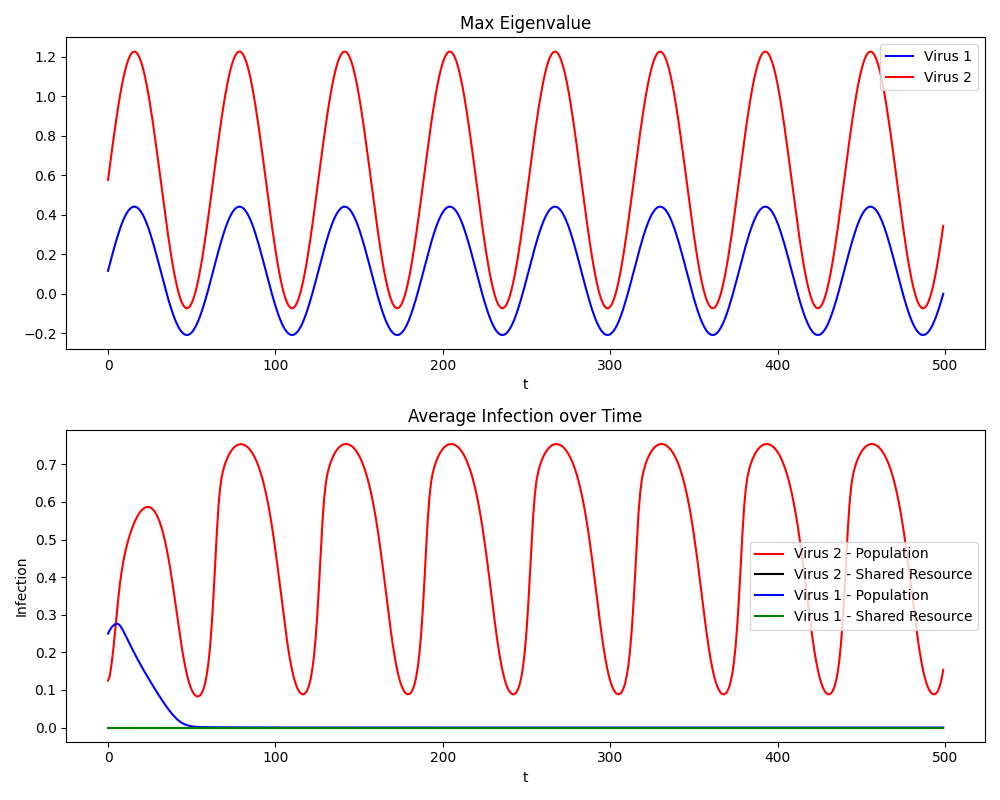 Max Eigenvalue
1.2
1.0
0.8
0.6
0.4
0.2
0.0
−0.2
Virus 1
Virus 2
0 100 200 300 400 500
t
Average Infection over Time
Infection
0.7
0.6
0.5
0.4
0.3
0.2
0.1
0.0
Virus 2 - Population
Virus 2 - Shared Resource
Virus 1 - Population
Virus 1 - Shared Resource
0 100 200 300 400 500
t